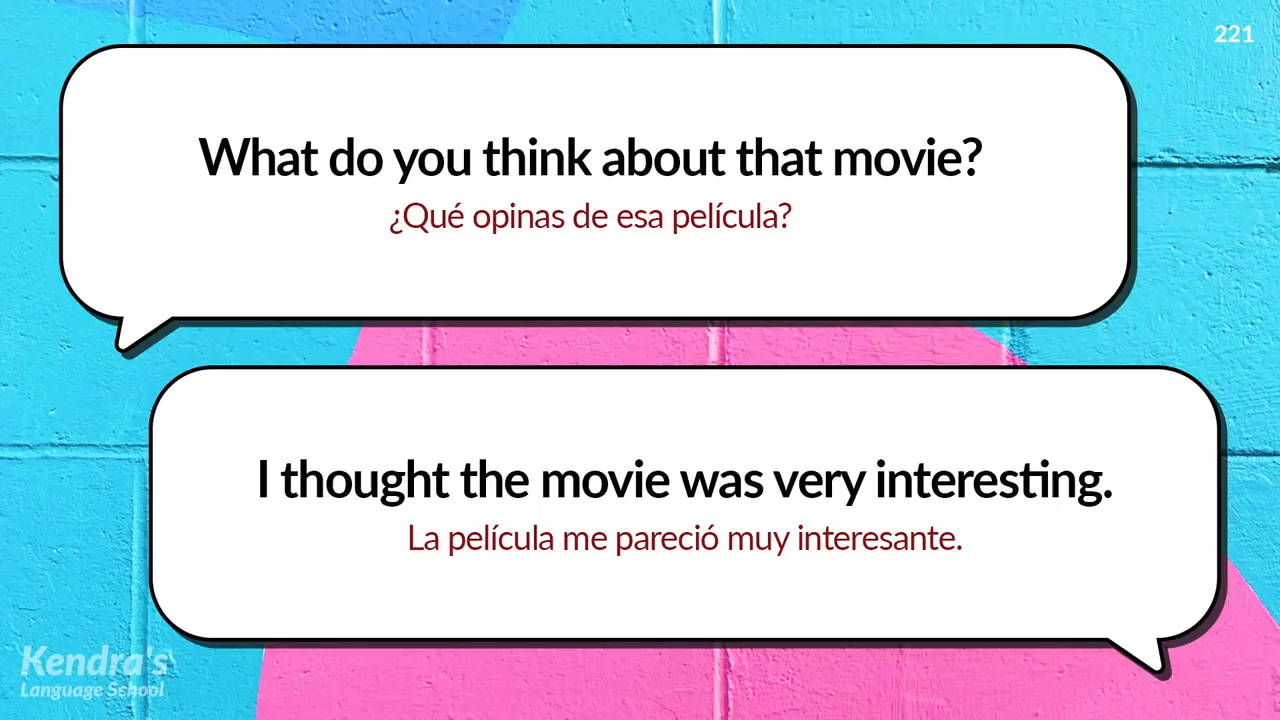 221
What do you think about that movie?
¿Qué opinas de esa película?
I thought the movie was very interesting.
La película me pareció muy interesante.
Kendra's
Language School